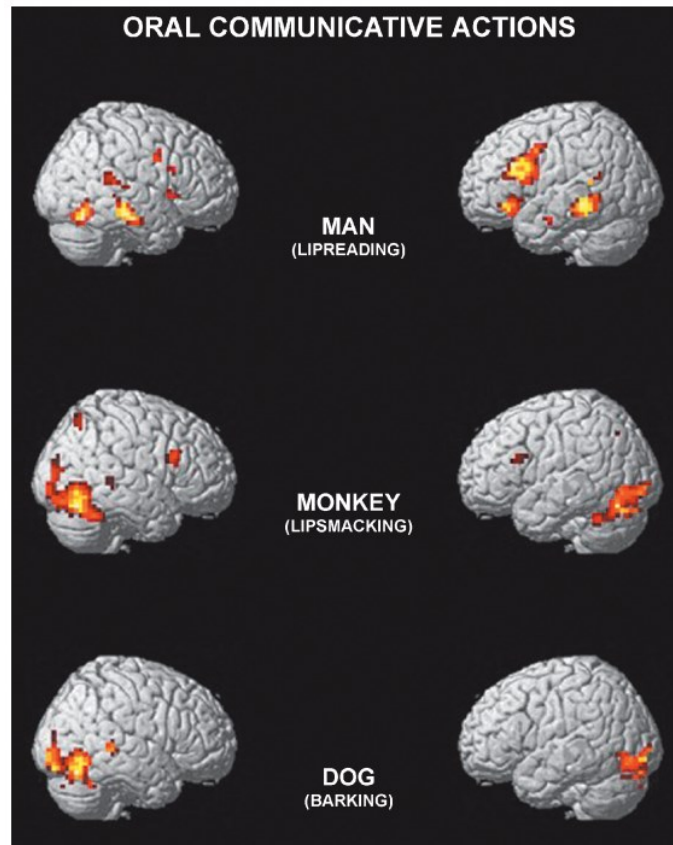 ORAL COMMUNICATIVE ACTIONS
MAN
(LIPREADING)
MONKEY
(LIPSMACKING)
DOG
(BARKING)